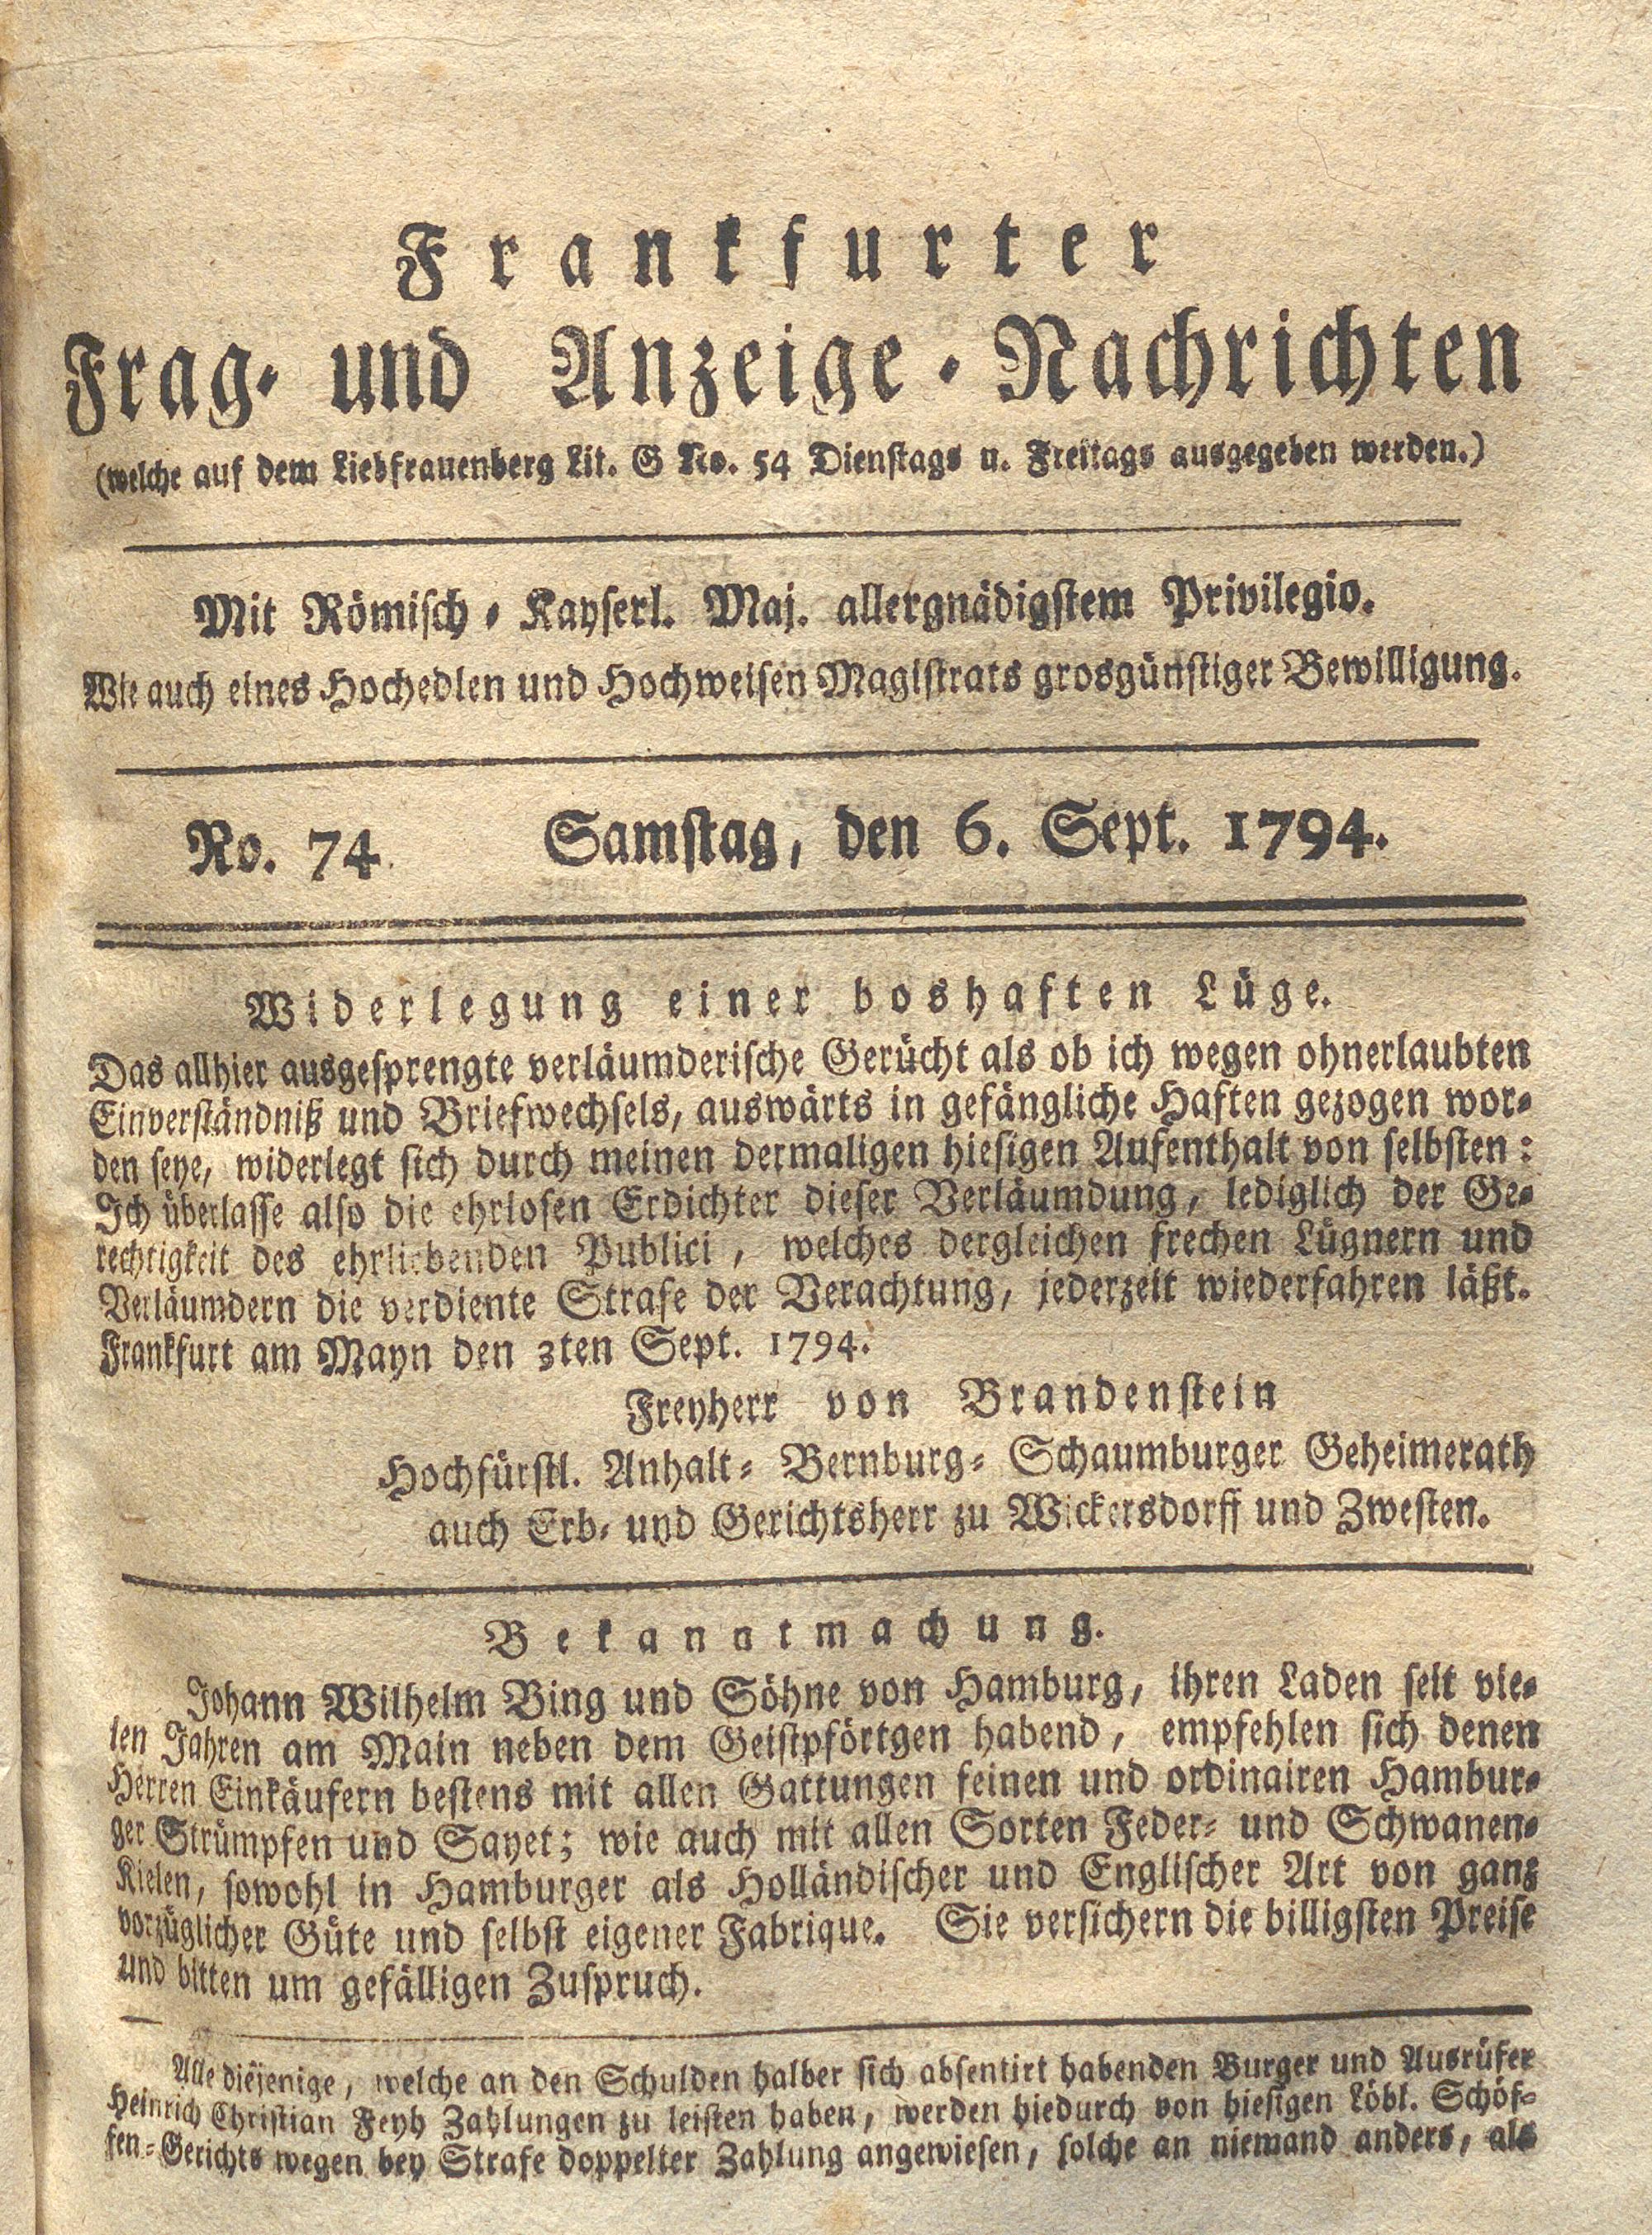 Frankfurter
Frag- und Anzeige-Nachrichten
(welche auf dem Liebfrauenberg Lit. G No. 54 Dienstags u. Freitags ausgegeben werden.)
Mit Römisch-Kayserl. Maj. allergnädigstem Privilegio.
Wie auch eines Hochedlen und Hochweisen Magistrats grosgünstiger Bewilligung.
No. 74. Samstag, den 6. Sept. 1794.
Widerlegung einer boshaften Lüge.
Das allhier ausgesprengte verläumderische Gerücht als ob ich wegen ohnerlaubten
Einverständniß und Briefwechsels, auswärts in gefängliche Haften gezogen wor-
den seye, widerlegt sich durch meinen dermaligen hiesigen Aufenthalt von selbsten:
Ich überlasse also die ehrlosen Erdichter dieser Verläumdung, lediglich der Ge-
rechtigkeit des ehrliebenden Publici, welches dergleichen frechen Lügnern und
Verläumdern die verdiente Strafe der Verachtung, jederzeit wiederfahren läßt.
Frankfurt am Mayn den 3ten Sept. 1794.
Freyherr von Brandenstein
Hochfürstl. Anhalt- Bernburg- Schaumburger Geheimerath
auch Erb- und Gerichtsherr zu Wickersdorff und Zwesten.
Bekanntmachung.
Johann Wilhelm Bing und Söhne von Hamburg, ihren Laden seit vie-
len Jahren am Main neben dem Geistpförtgen habend, empfehlen sich denen
Herren Einkäufern bestens mit allen Gattungen feinen und ordinairen Hambur-
ger Strümpfen und Sayet; wie auch mit allen Sorten Feder- und Schwanen-
Kielen, sowohl in Hamburger als Holländischer und Englischer Art von ganz
vorzüglicher Güte und selbst eigener Fabrique. Sie versichern die billigsten Preise
und bitten um gefälligen Zuspruch.
Alle diejenige, welche an den Schulden halber sich absentirt habenden Burger und Ausrüfer
Heinrich Christian Feyh Zahlungen zu leisten haben, werden hiedurch von hiesigen Löbl. Schöf-
fen-Gerichts wegen bey Strafe doppelter Zahlung angewiesen, solche an niemand anders, als